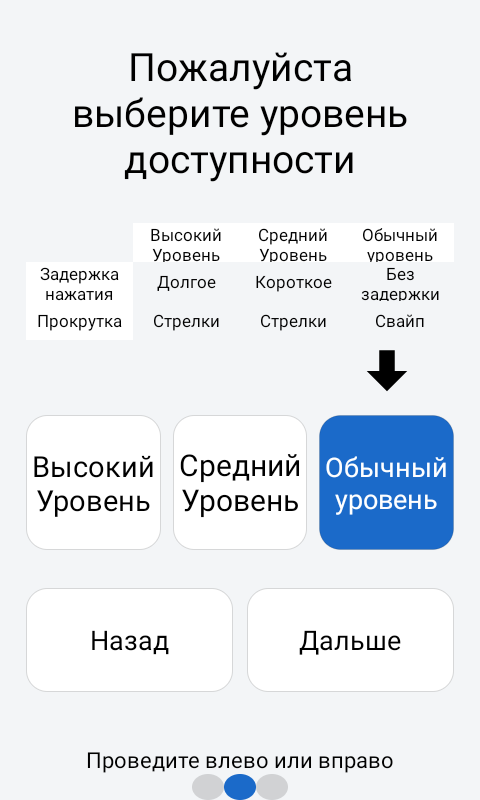 Пожалуйста
выберите уровень
доступности
Высокий Средний Обычный
Уровень Уровень уровень
Задержка Долгое Короткое Без
нажатия задержки
Прокрутка Стрелки Стрелки Свайп
Высокий Средний Обычный
Уровень Уровень уровень
Назад Дальше
Проведите влево или вправо